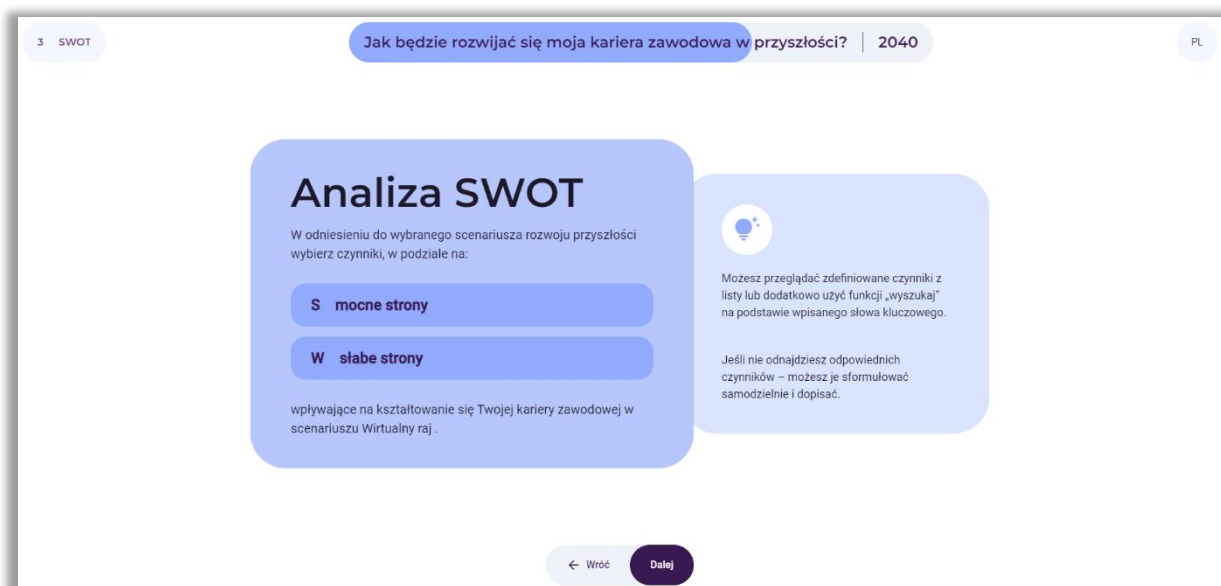 3 SWOT
Jak będzie rozwijać się moja kariera zawodowa w przyszłości? | 2040
PL
Analiza SWOT
W odniesieniu do wybranego scenariusza rozwoju przyszłości
wybierz czynniki, w podziale na:
S mocne strony
W słabe strony
wpływające na kształtowanie się Twojej kariery zawodowej w
scenariuszu Wirtualny raj .
Możesz przeglądać zdefiniowane czynniki z
listy lub dodatkowo użyć funkcji „wyszukaj”
na podstawie wpisanego słowa kluczowego.
Jeśli nie odnajdziesz odpowiednich
czynników – możesz je sformułować
samodzielnie i dopisać.
← Wróć
Dalej